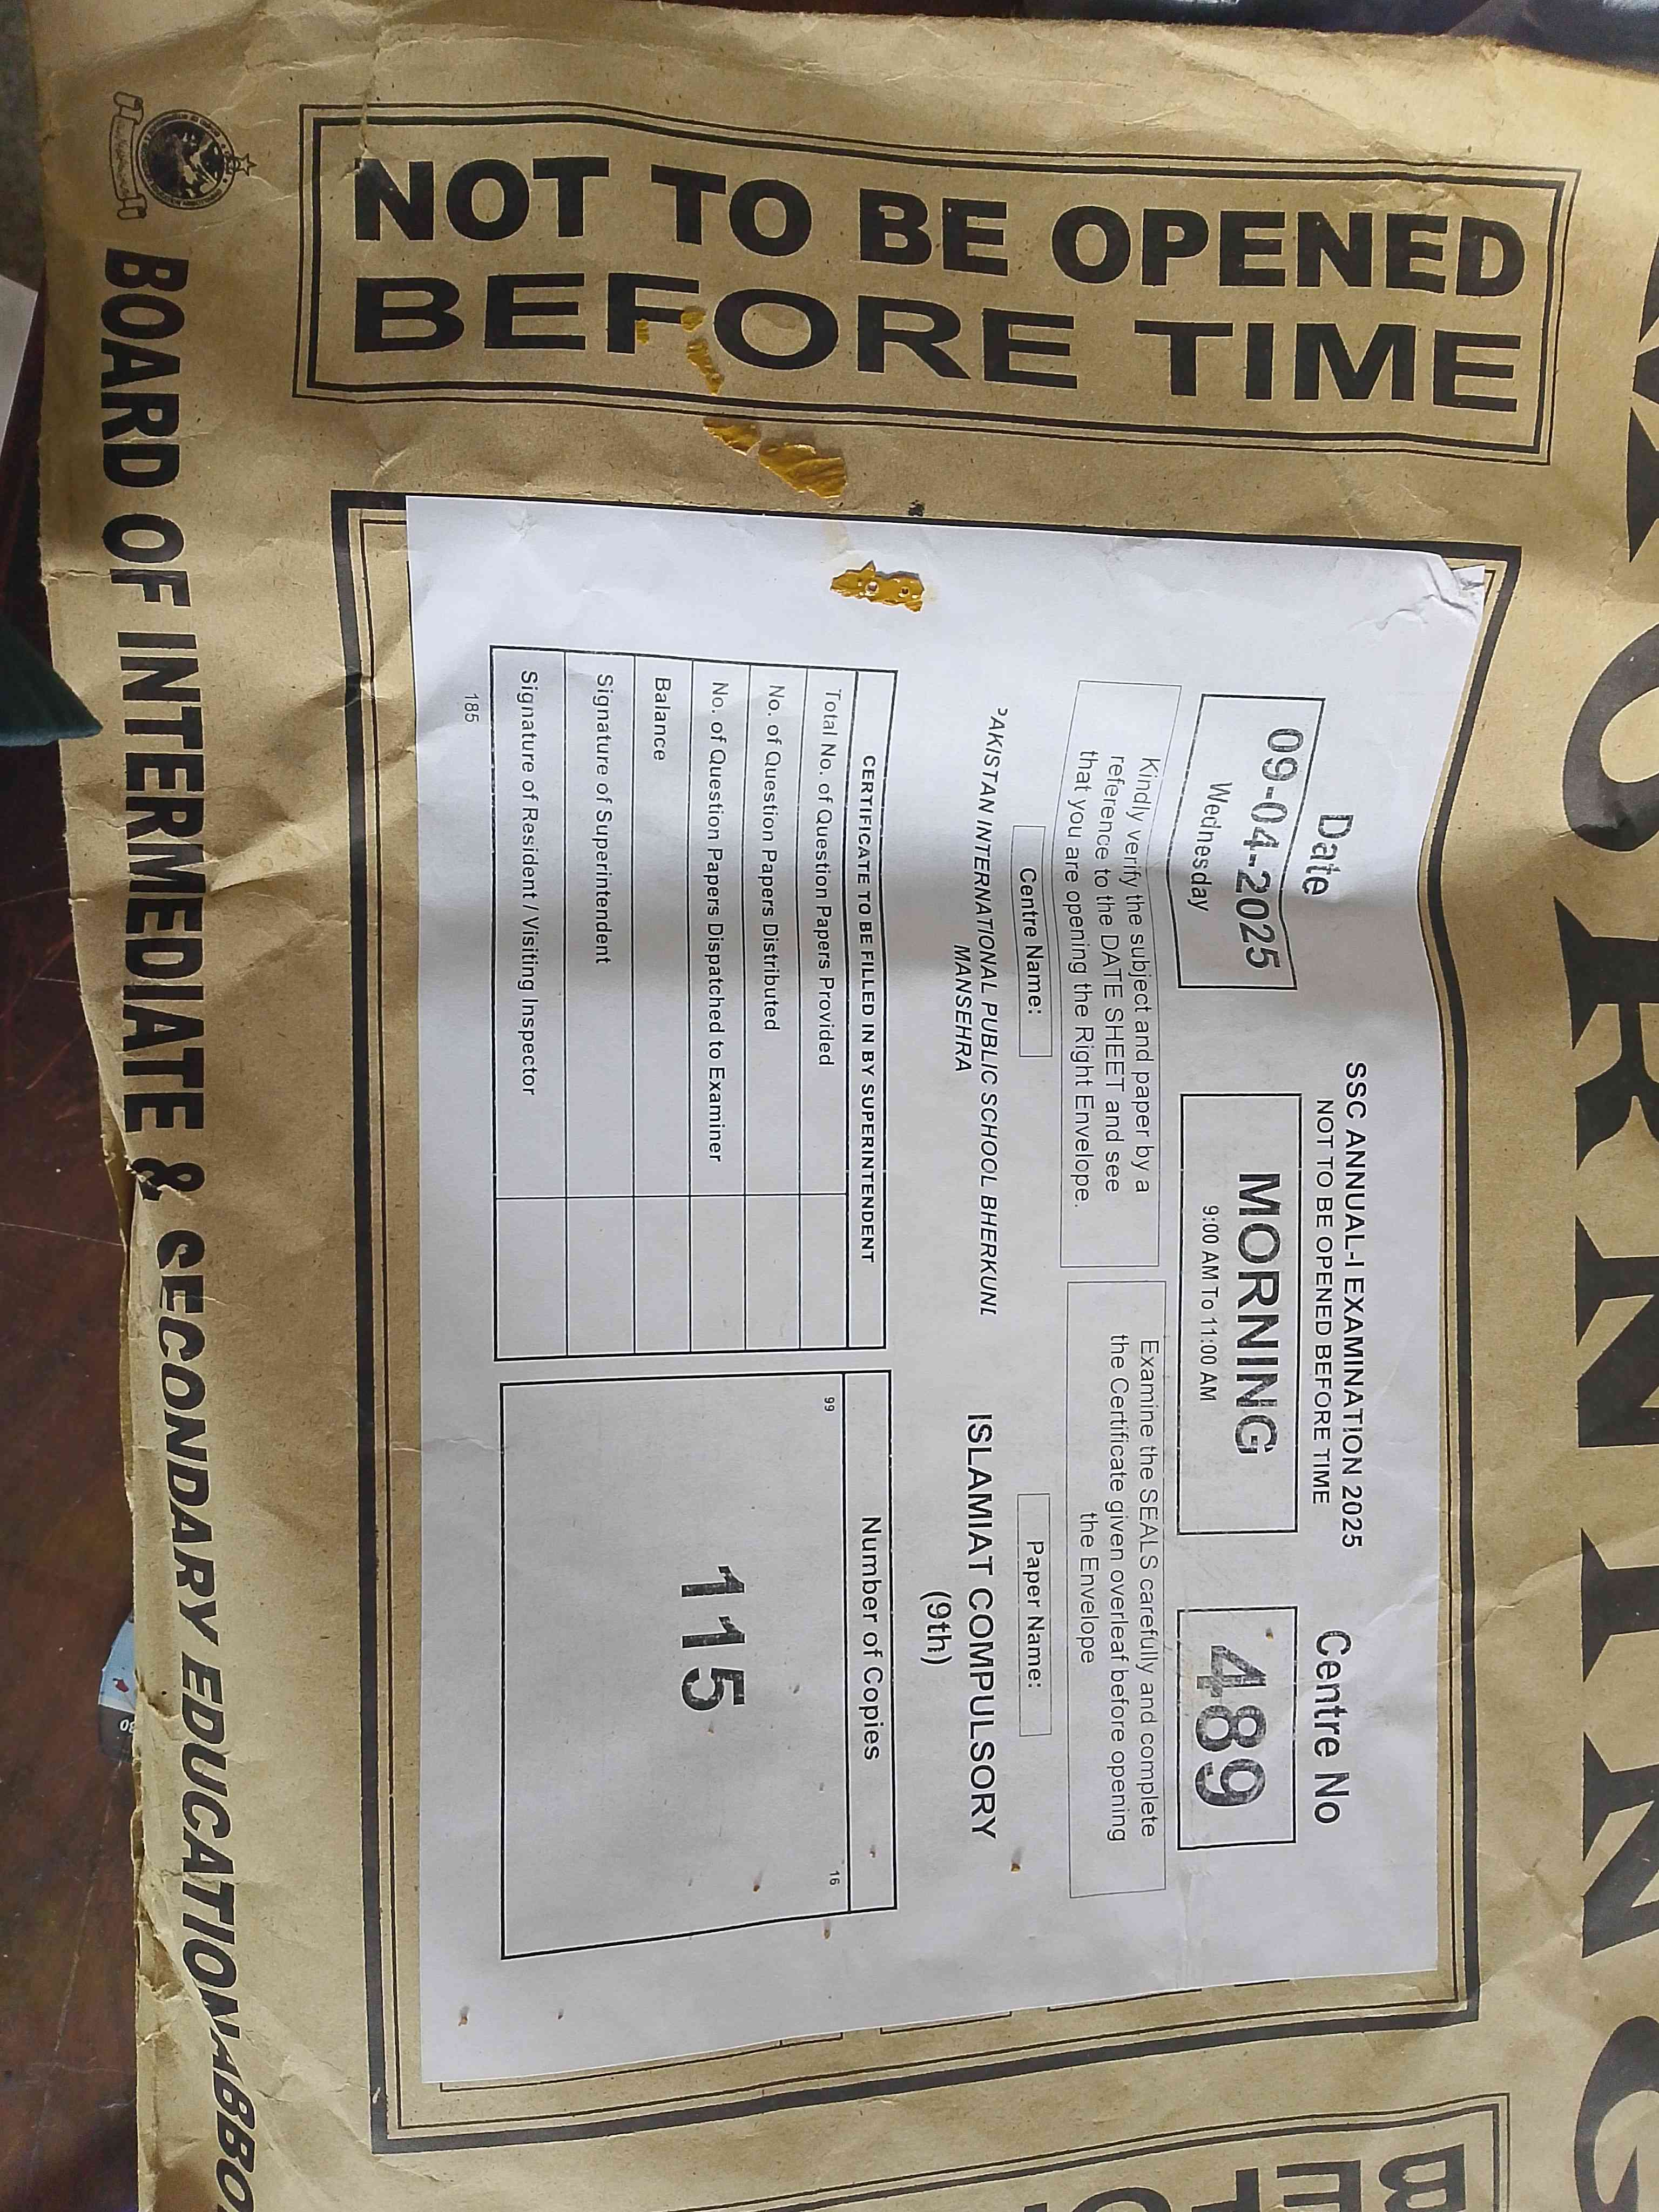 NOT TO BE OPENED
BEFORE TIME
BOARD OF INTERMEDIATE & SECONDARY EDUCATION
SSC ANNUAL-I EXAMINATION 2025
NOT TO BE OPENED BEFORE TIME
Date
09-04-2025
Wednesday
MORNING
9:00 AM To 11:00 AM
Centre No
489
Kindly verify the subject and paper by a
reference to the DATE SHEET and see
that you are opening the Right Envelope.
Examine the SEALS carefully and complete
the Certificate given overleaf before opening
the Envelope
Centre Name:
PAKISTAN INTERNATIONAL PUBLIC SCHOOL BHERKUND
MANSEHRA
Paper Name:
ISLAMIAT COMPULSORY
(9th)
CERTIFICATE TO BE FILLED IN BY SUPERINTENDENT
Total No. of Question Papers Provided
No. of Question Papers Distributed
No. of Question Papers Dispatched to Examiner
Balance
Signature of Superintendent
Signature of Resident / Visiting Inspector
185
Number of Copies
99
16
115